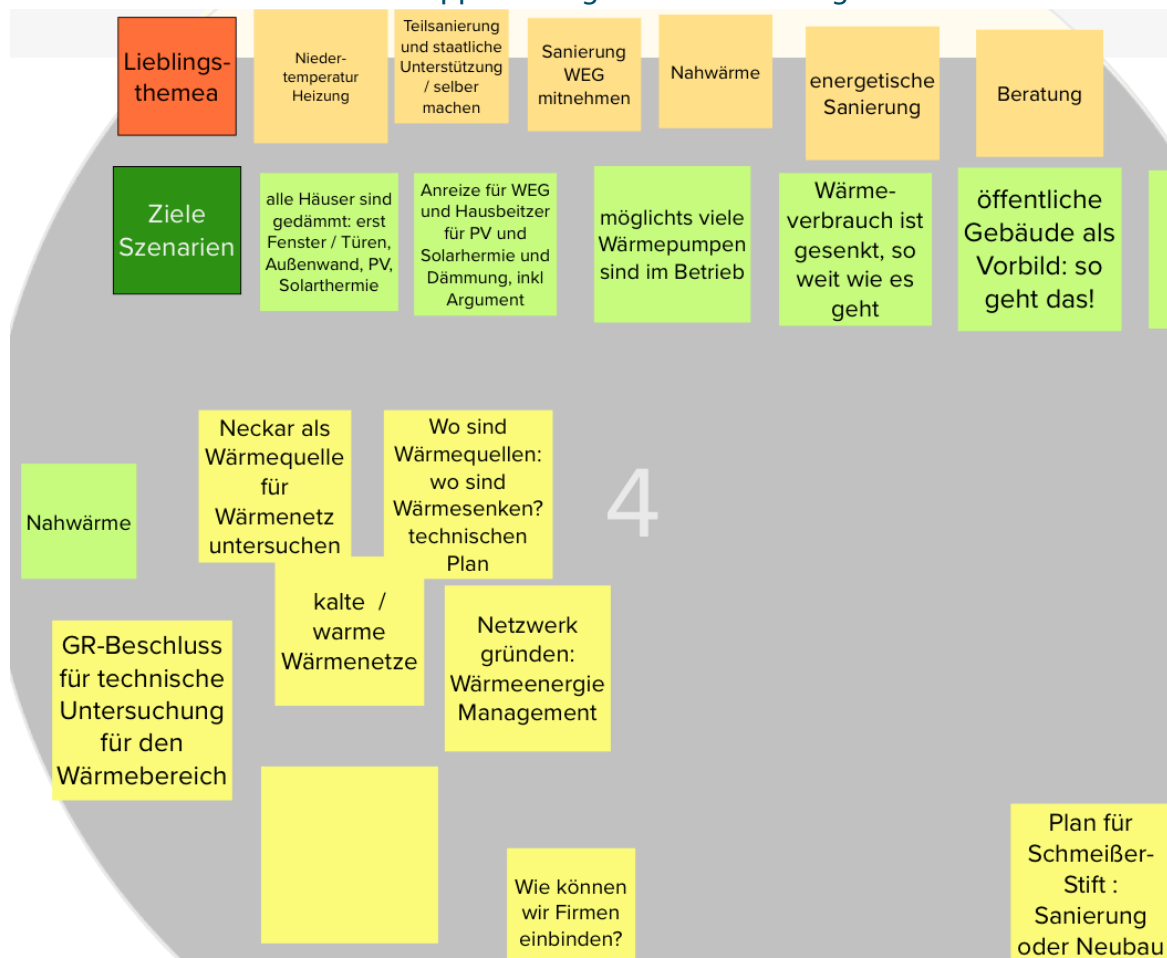 Lieblings-
themea
Nieder-
temperatur
Heizung
Teilsanierung
und staatliche
Unterstützung
/ selber
machen
Sanierung
WEG
mitnehmen
Nahwärme
energetische
Sanierung
Beratung
Ziele
Szenarien
alle Häuser sind
gedämmt: erst
Fenster / Türen,
Außenwand, PV,
Solarthermie
Anreize für WEG
und Hausbeitzer
für PV und
Solarhermie und
Dämmung, inkl
Argument
möglichts viele
Wärmepumpen
sind im Betrieb
Wärme-
verbrauch ist
gesenkt, so
weit wie es
geht
öffentliche
Gebäude als
Vorbild: so
geht das!
Nahwärme
Neckar als
Wärmequelle
für
Wärmenetz
untersuchen
Wo sind
Wärmequellen:
wo sind
Wärmesenken?
technischen
Plan
4
kalte /
warme
Wärmenetze
Netzwerk
gründen:
Wärmeenergie
Management
GR-Beschluss
für technische
Untersuchung
für den
Wärmebereich
Wie können
wir Firmen
einbinden?
Plan für
Schmeißer-
Stift :
Sanierung
oder Neubau